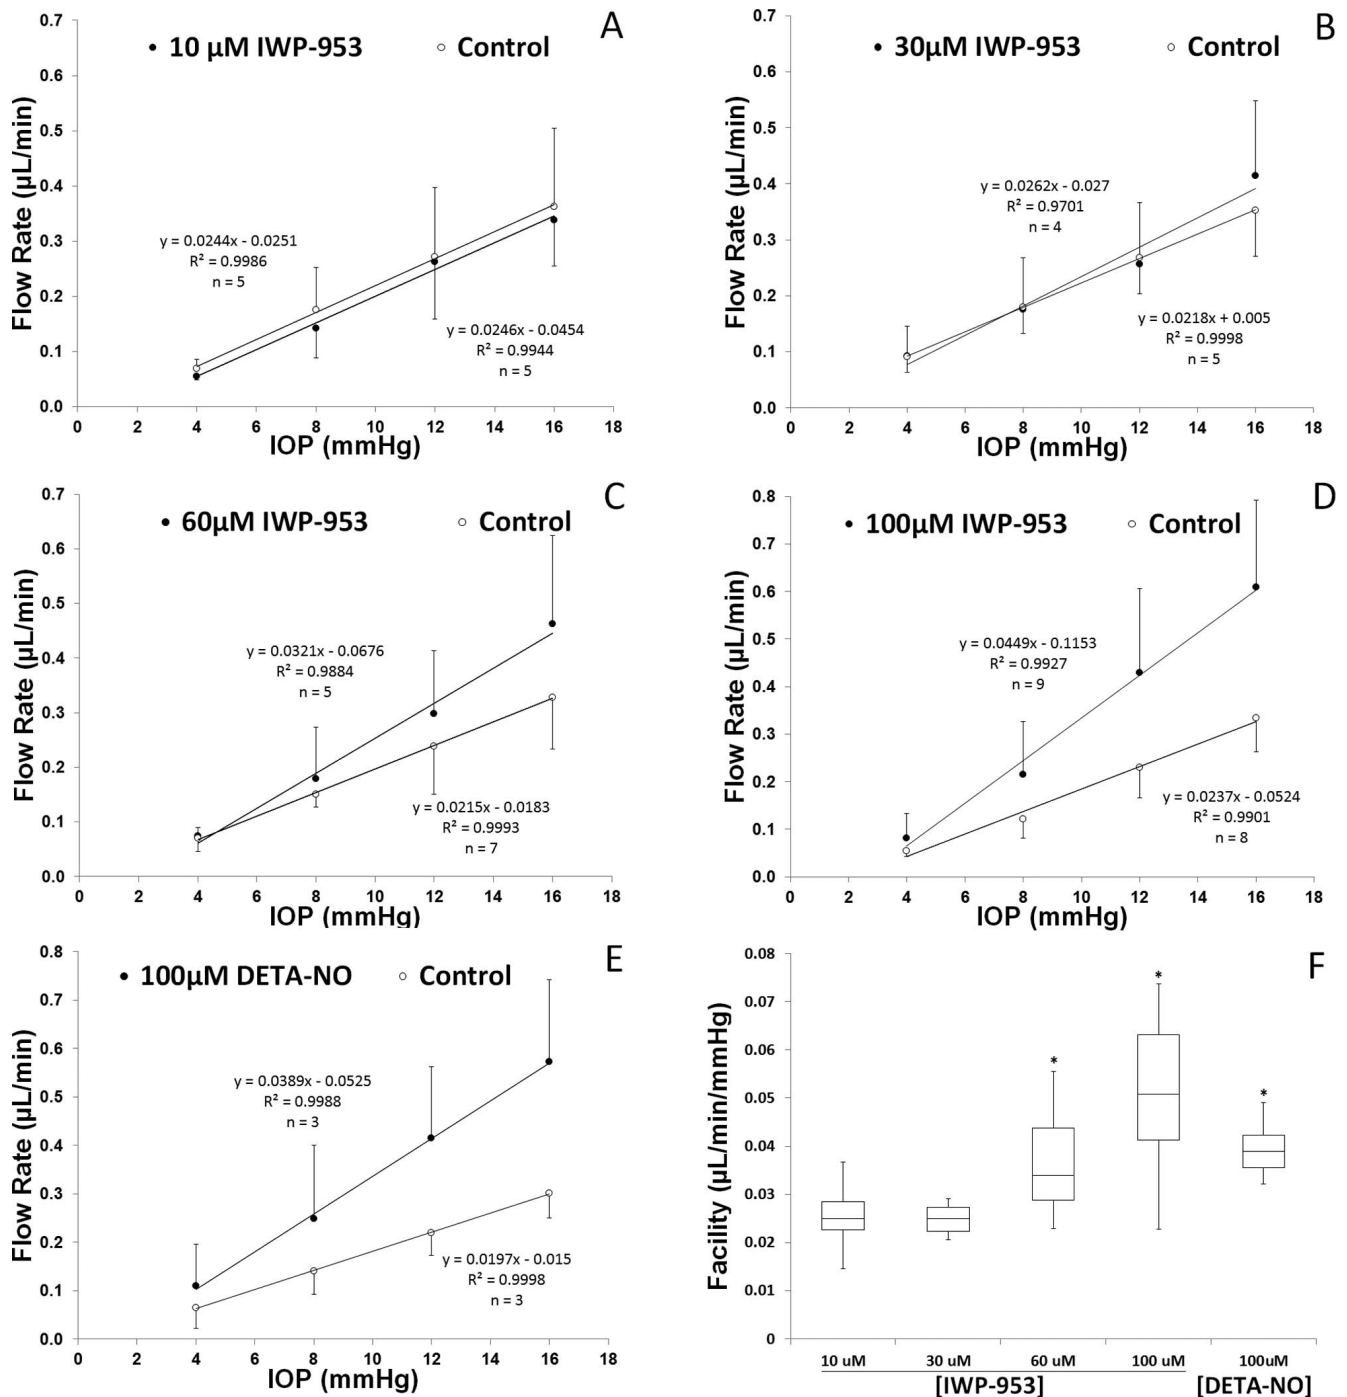 A
• 10 µM IWP-953 ○ Control
0.7
0.6
0.5
0.4
0.3
0.2
0.1
0.0
Flow Rate (µL/min)
y = 0.0244x - 0.0251
R² = 0.9986
n = 5
y = 0.0246x - 0.0454
R² = 0.9944
n = 5
0 2 4 6 8 10 12 14 16 18
IOP (mmHg)
B
• 30µM IWP-953 ○ Control
0.7
0.6
0.5
0.4
0.3
0.2
0.1
0.0
Flow Rate (µL/min)
y = 0.0262x - 0.027
R² = 0.9701
n = 4
y = 0.0218x + 0.005
R² = 0.9998
n = 5
0 2 4 6 8 10 12 14 16 18
IOP (mmHg)
C
• 60µM IWP-953 ○ Control
0.7
0.6
0.5
0.4
0.3
0.2
0.1
0.0
Flow Rate (µL/min)
y = 0.0321x - 0.0676
R² = 0.9884
n = 5
y = 0.0215x - 0.0183
R² = 0.9993
n = 7
0 2 4 6 8 10 12 14 16 18
IOP (mmHg)
D
• 100µM IWP-953 ○ Control
0.8
0.7
0.6
0.5
0.4
0.3
0.2
0.1
0.0
Flow Rate (µL/min)
y = 0.0449x - 0.1153
R² = 0.9927
n = 9
y = 0.0237x - 0.0524
R² = 0.9901
n = 8
0 2 4 6 8 10 12 14 16 18
IOP (mmHg)
E
• 100µM DETA-NO ○ Control
0.8
0.7
0.6
0.5
0.4
0.3
0.2
0.1
0.0
Flow Rate (µL/min)
y = 0.0389x - 0.0525
R² = 0.9988
n = 3
y = 0.0197x - 0.015
R² = 0.9998
n = 3
0 2 4 6 8 10 12 14 16 18
IOP (mmHg)
F
0.08
0.07
0.06
0.05
0.04
0.03
0.02
0.01
0
Facility (µL/min/mmHg)
* * *
10 uM 30 uM 60 uM 100 uM 100uM
[IWP-953] [DETA-NO]